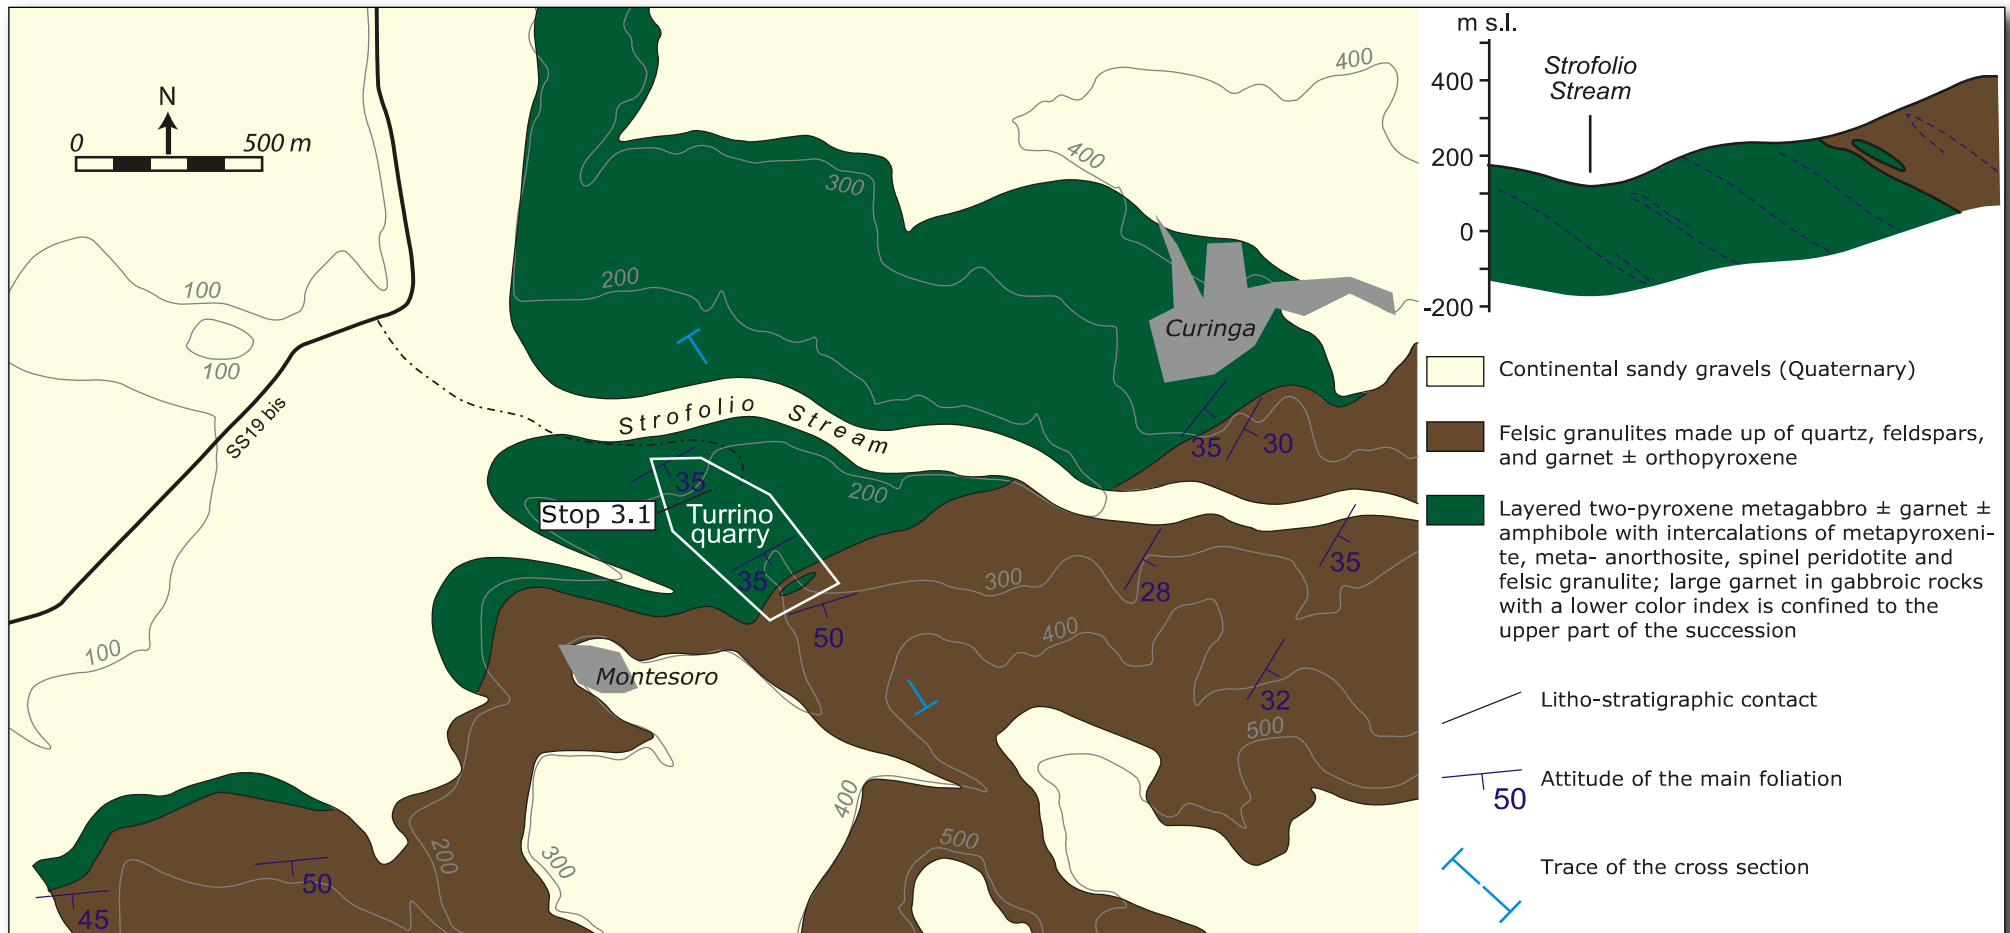 N
0 500 m
100
100
SS19 bis
100
200
300
400
400
Curinga
Strofolio Stream
35
30
35
Stop 3.1
Turrino
quarry
200
35
50
300
28
35
400
32
500
Montesoro
400
500
200
300
50
45
m s.l.
400
200
0
-200
Strofolio
Stream
Continental sandy gravels (Quaternary)
Felsic granulites made up of quartz, feldspars,
and garnet ± orthopyroxene
Layered two-pyroxene metagabbro ± garnet ±
amphibole with intercalations of metapyroxeni-
te, meta- anorthosite, spinel peridotite and
felsic granulite; large garnet in gabbroic rocks
with a lower color index is confined to the
upper part of the succession
Litho-stratigraphic contact
50
Attitude of the main foliation
Trace of the cross section